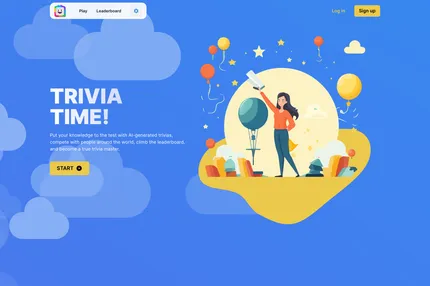 Play Leaderboard
Log in Sign up
TRIVIA
TIME!
Put your knowledge to the test with AI-generated trivias,
compete with people around the world, climb the leaderboard,
and become a true trivia master.
START